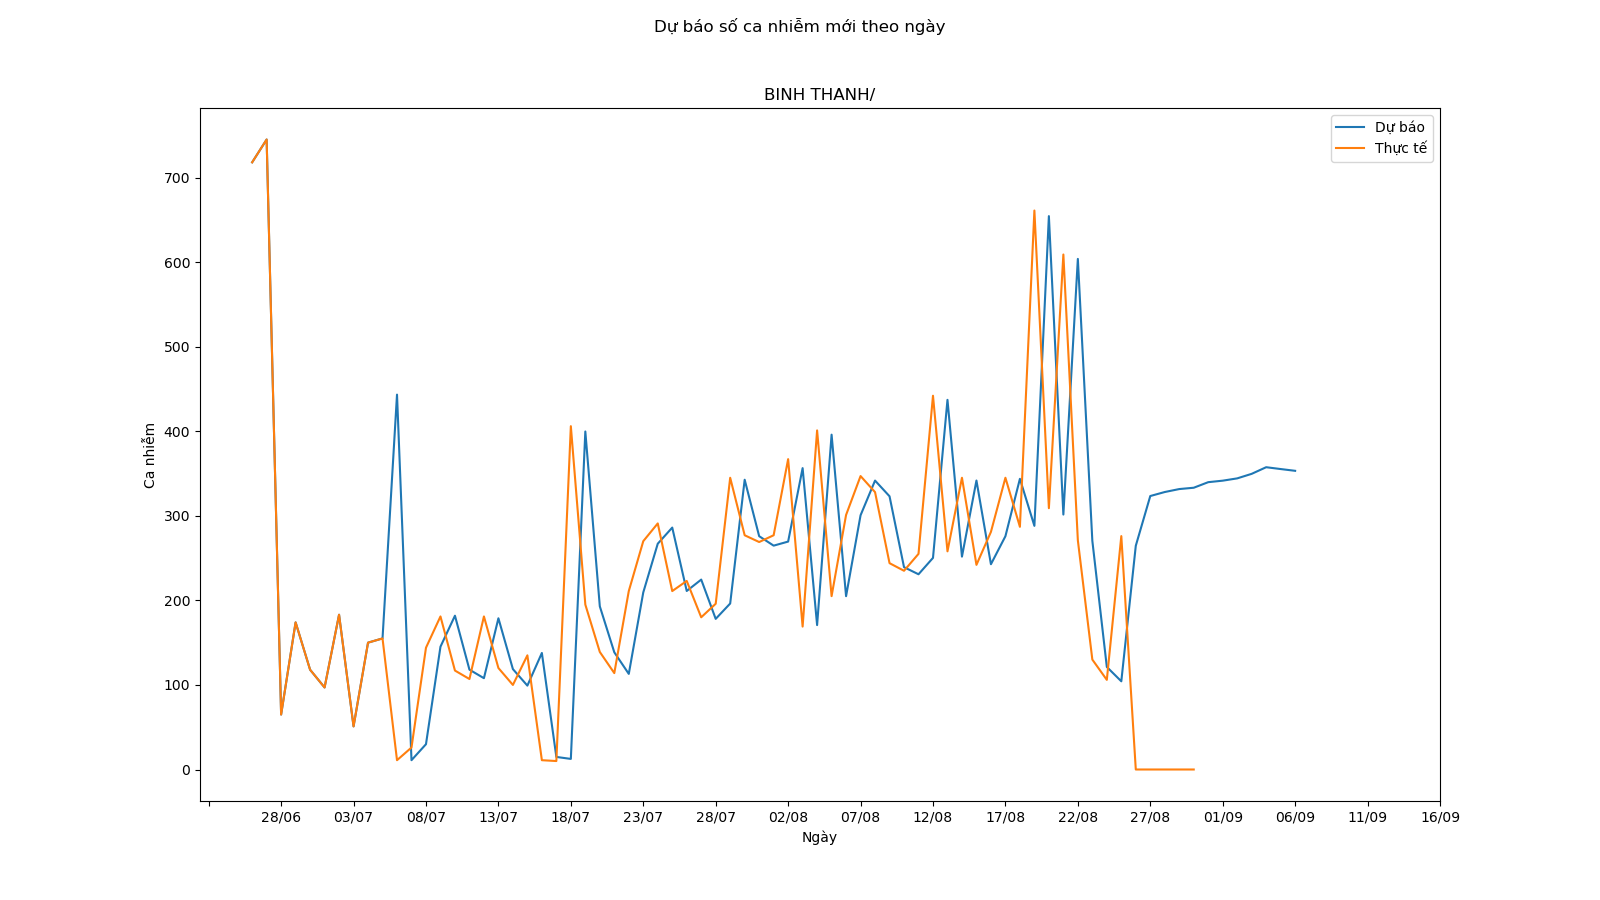 Dự báo số ca nhiễm mới theo ngày
BINH THANH/
Dự báo
Thực tế
700
600
500
400
300
200
100
0
Ca nhiễm
28/06 03/07 08/07 13/07 18/07 23/07 28/07 02/08 07/08 12/08 17/08 22/08 27/08 01/09 06/09 11/09 16/09
Ngày